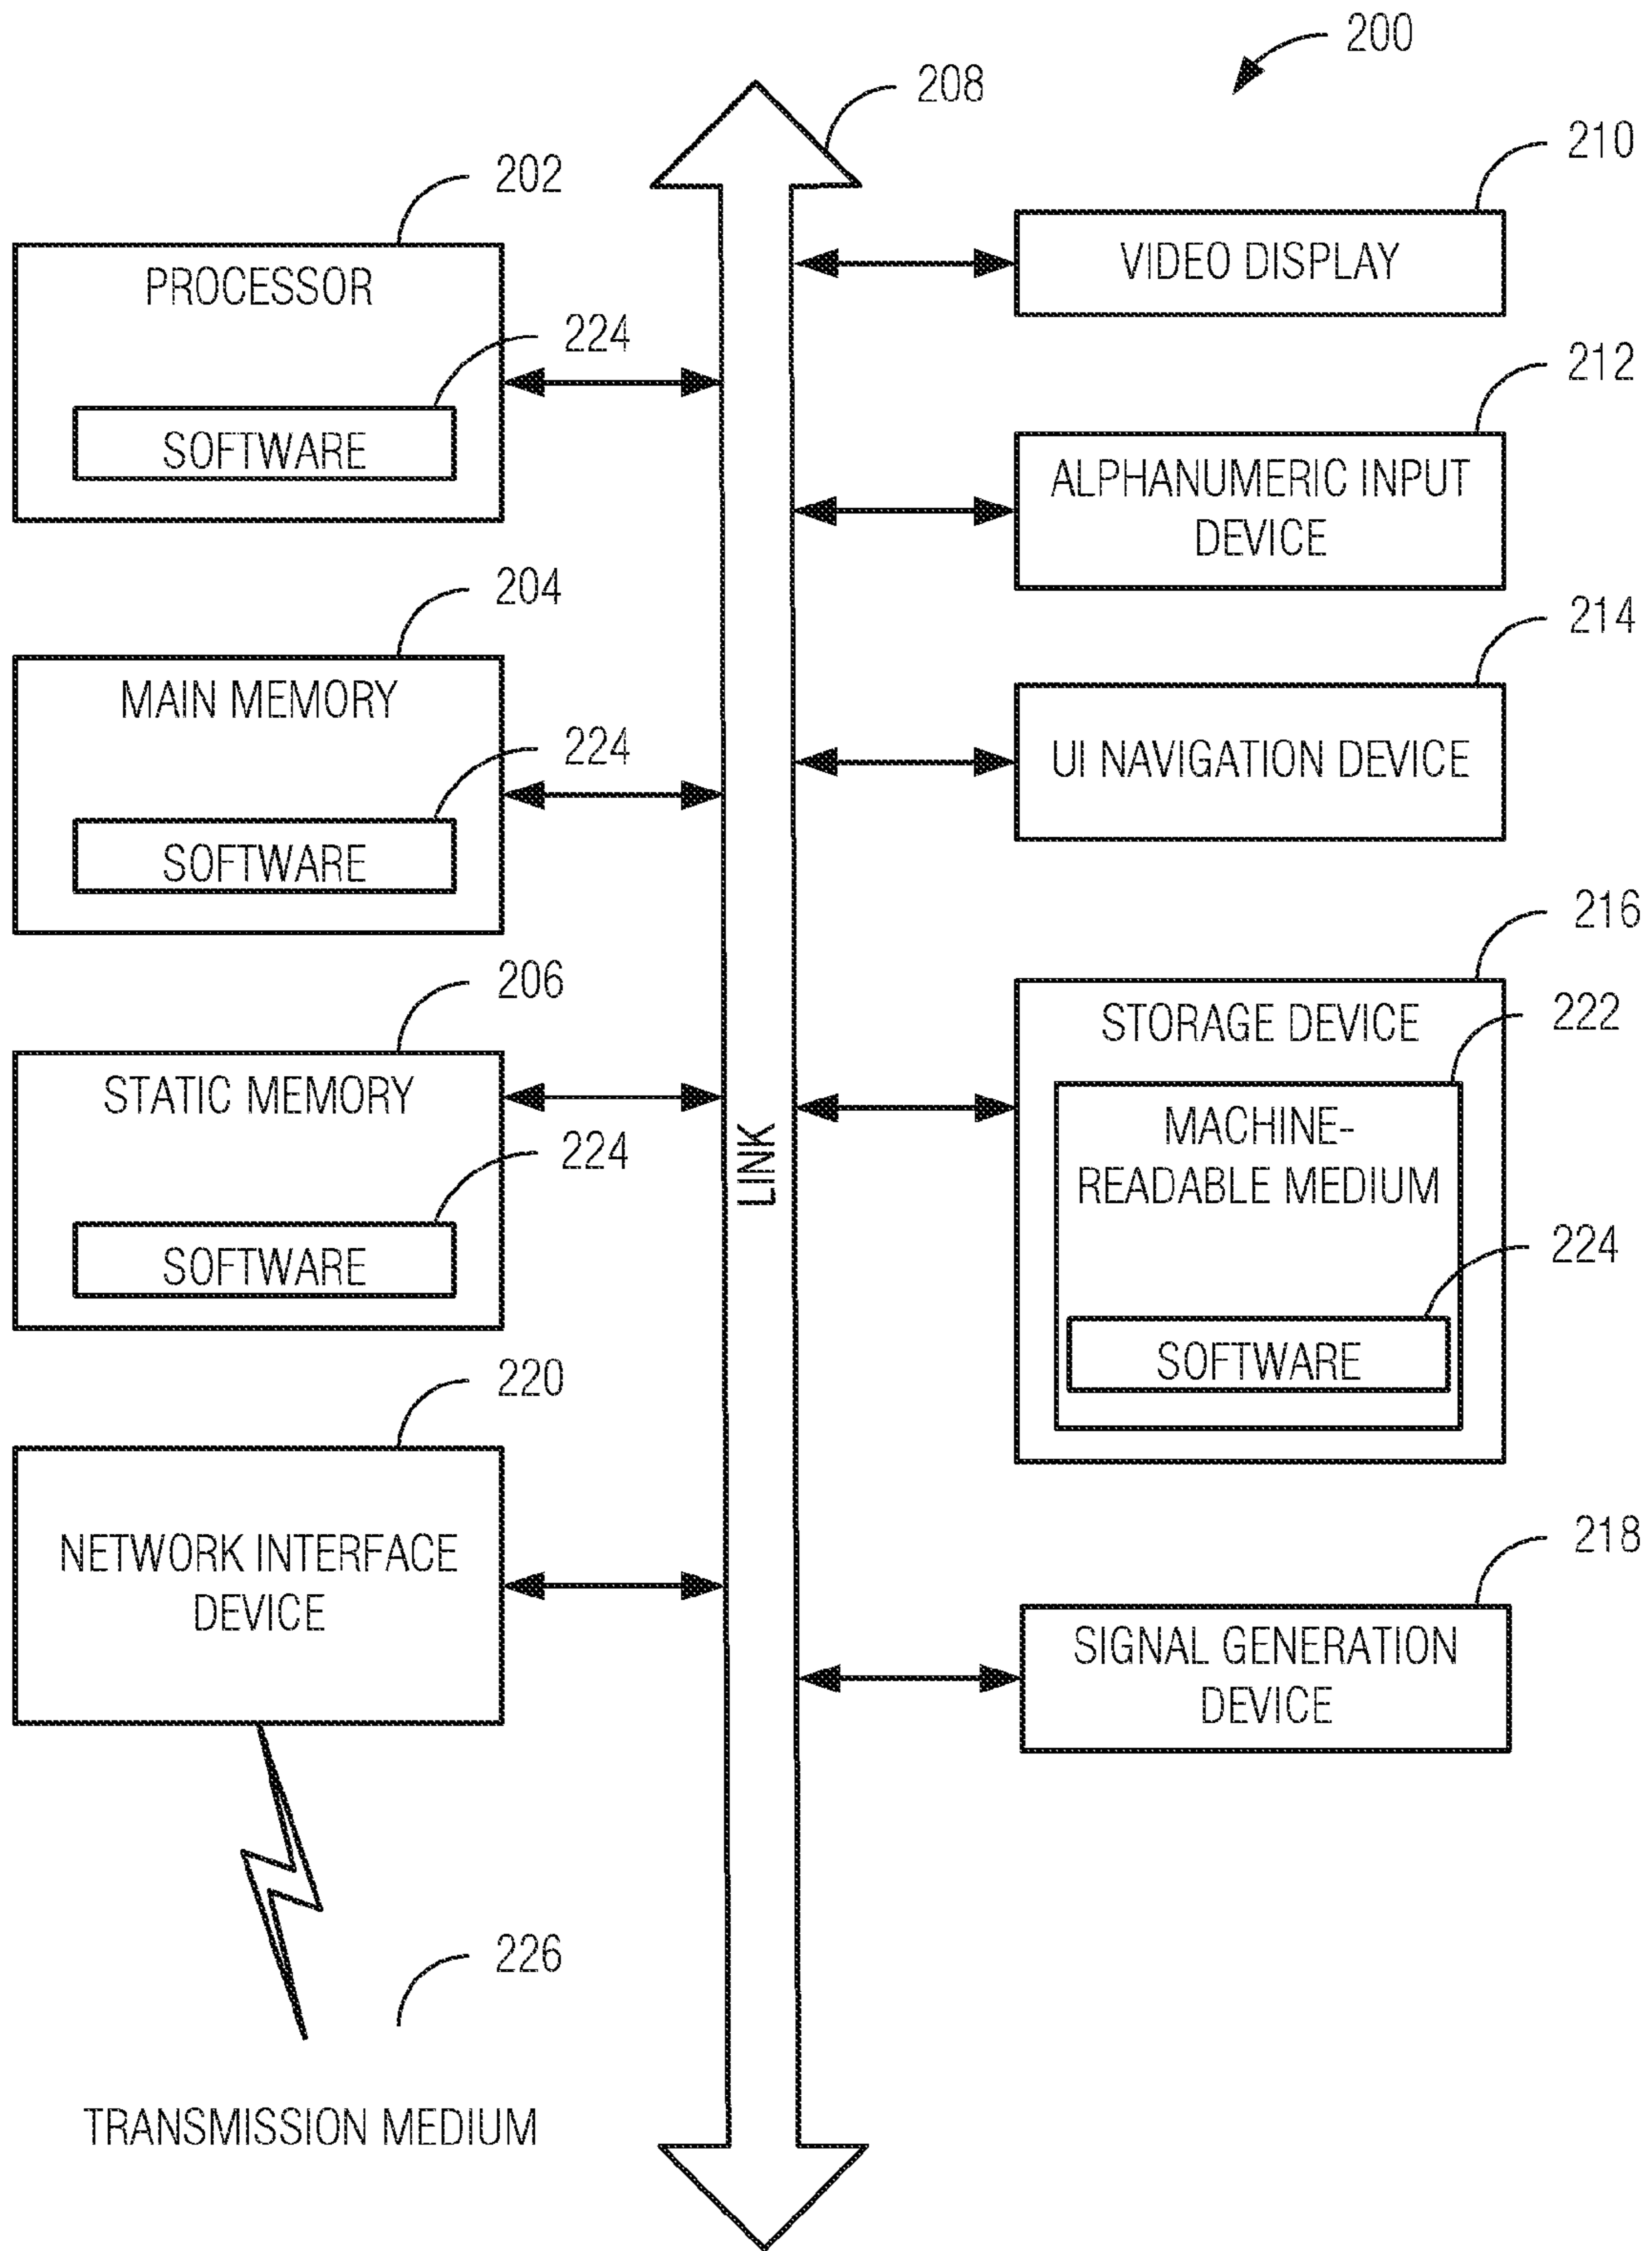 200
208
210
202
VIDEO DISPLAY
PROCESSOR
224
SOFTWARE
212
ALPHANUMERIC INPUT
DEVICE
204
214
MAIN MEMORY
224
SOFTWARE
UI NAVIGATION DEVICE
216
206
STORAGE DEVICE
222
STATIC MEMORY
224
SOFTWARE
LINK
MACHINE-
READABLE MEDIUM
224
SOFTWARE
220
NETWORK INTERFACE
DEVICE
218
SIGNAL GENERATION
DEVICE
226
TRANSMISSION MEDIUM